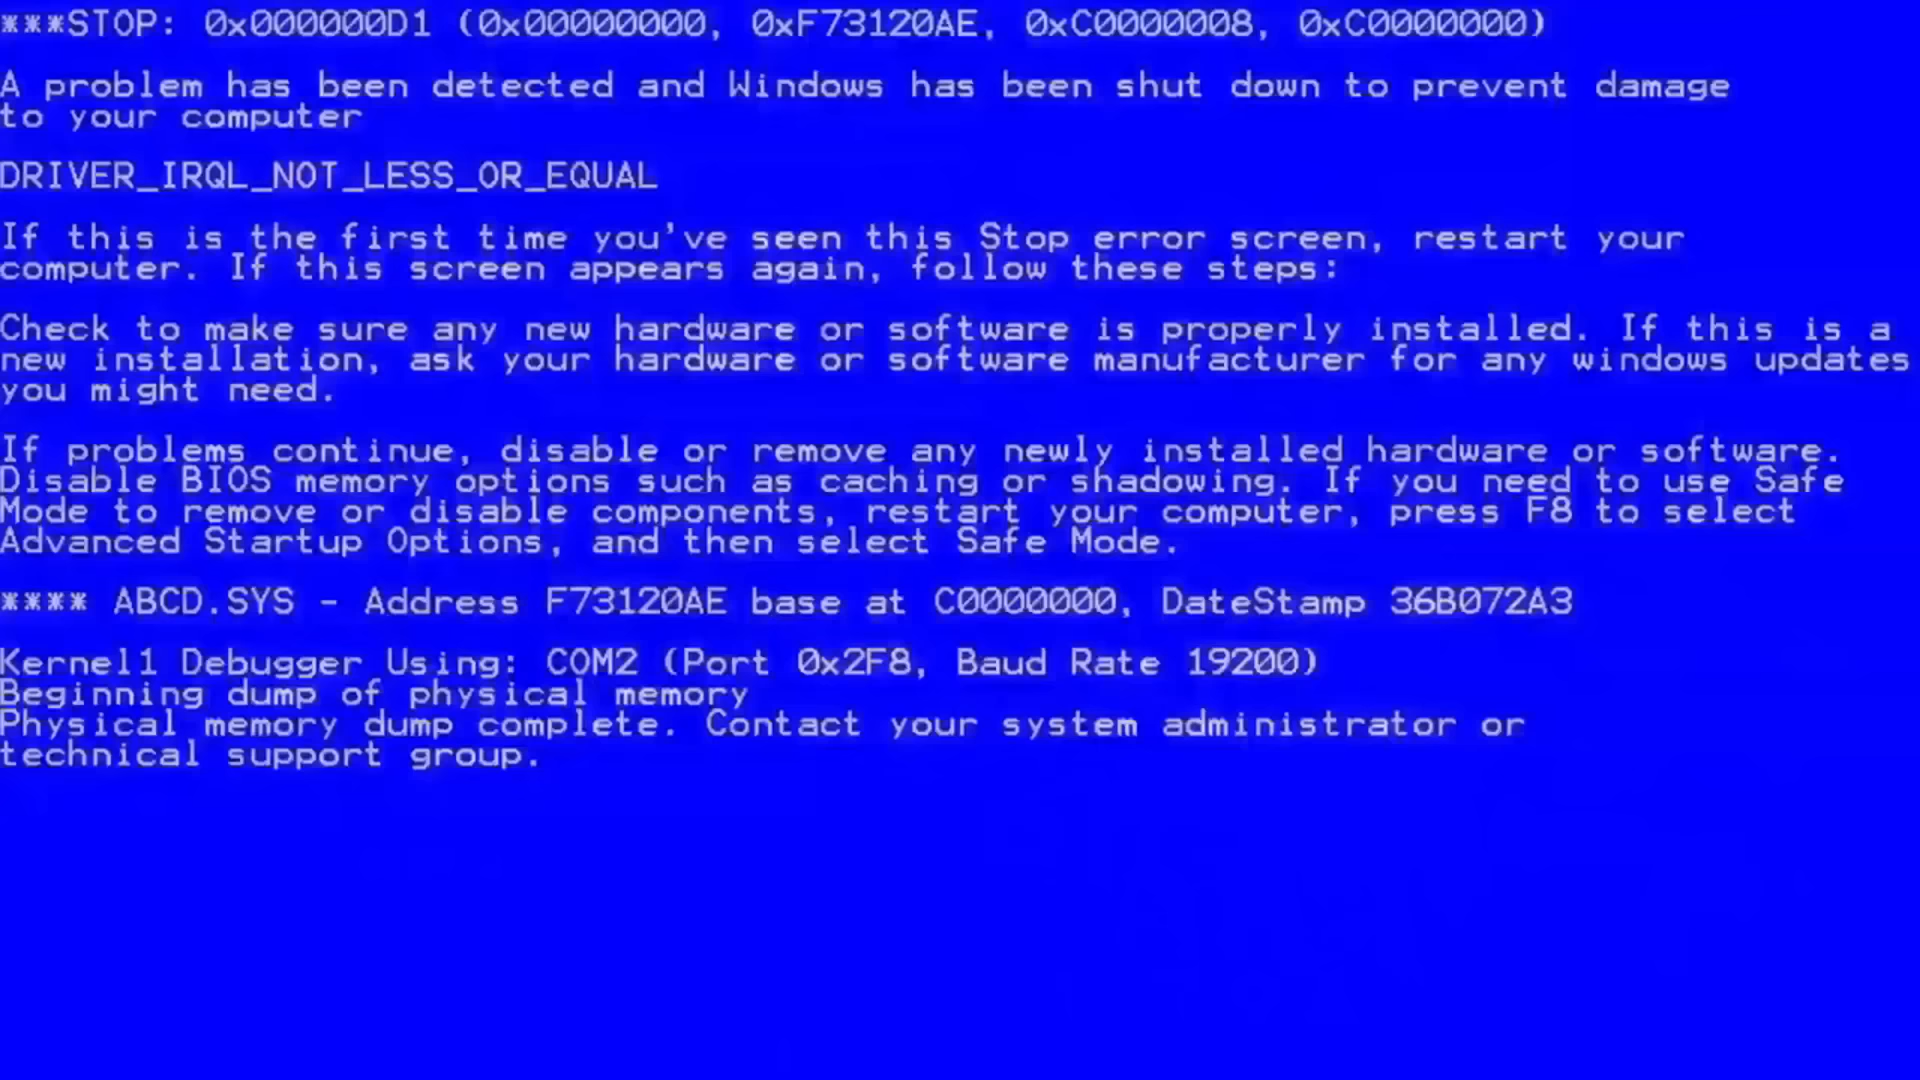 ***STOP: 0x000000D1 (0x00000000, 0xF73120AE, 0xC0000008, 0xC0000000)
A problem has been detected and Windows has been shut down to prevent damage
to your computer
DRIVER_IRQL_NOT_LESS_OR_EQUAL
If this is the first time you've seen this Stop error screen, restart your
computer. If this screen appears again, follow these steps:
Check to make sure any new hardware or software is properly installed. If this is a
new installation, ask your hardware or software manufacturer for any windows updates
you might need.
If problems continue, disable or remove any newly installed hardware or software.
Disable BIOS memory options such as caching or shadowing. If you need to use Safe
Mode to remove or disable components, restart your computer, press F8 to select
Advanced Startup Options, and then select Safe Mode.
**** ABCD.SYS - Address F73120AE base at C0000000, DateStamp 36B072A3
Kernel1 Debugger Using: COM2 (Port 0x2F8, Baud Rate 19200)
Beginning dump of physical memory
Physical memory dump complete. Contact your system administrator or
technical support group.